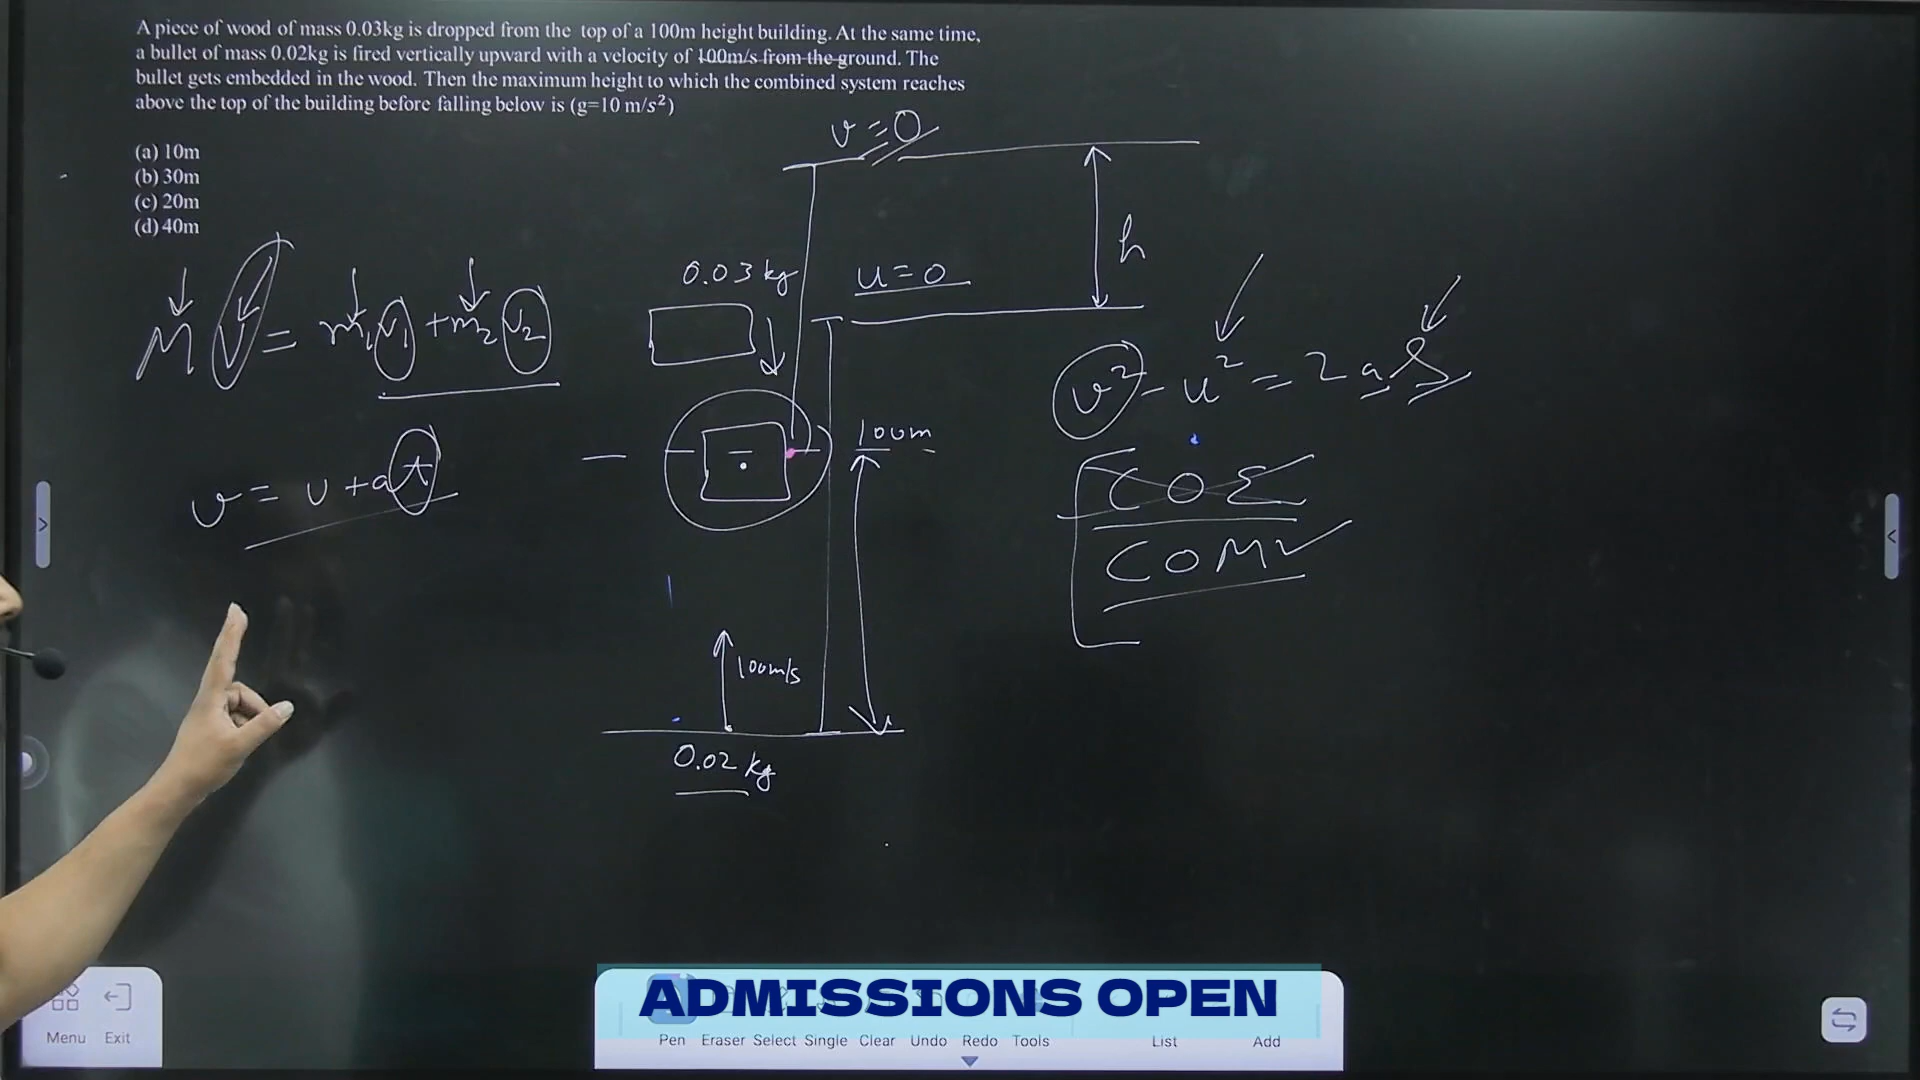 A piece of wood of mass 0.03kg is dropped from the top of a 100m height building. At the same time,
a bullet of mass 0.02kg is fired vertically upward with a velocity of 100m/s from the ground. The
bullet gets embedded in the wood. Then the maximum height to which the combined system reaches
above the top of the building before falling below is (g=10 m/s²)
(a) 10m
(b) 30m
(c) 20m
(d) 40m
v = 0
h
0.03 kg
u = 0
M V = m₁ v₁ + m₂ v₂
v² - u² = 2 a S
100m
v = u + a t
COE
COM
100m/s
0.02 kg
ADMISSIONS OPEN
Menu Exit
Pen Eraser Select Single Clear Undo Redo Tools List Add